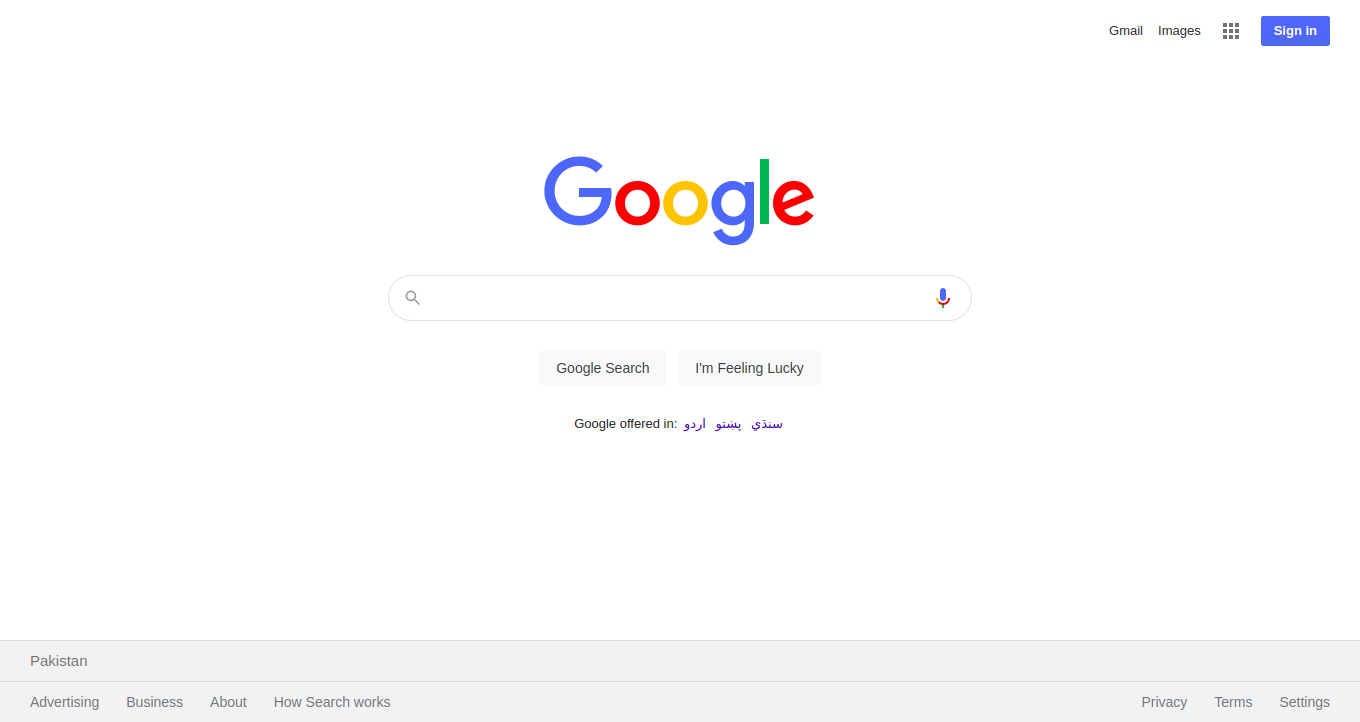 Gmail Images Sign in
Google
Google Search I'm Feeling Lucky
Google offered in: اردو پښتو سنڌي
Pakistan
Advertising Business About How Search works Privacy Terms Settings